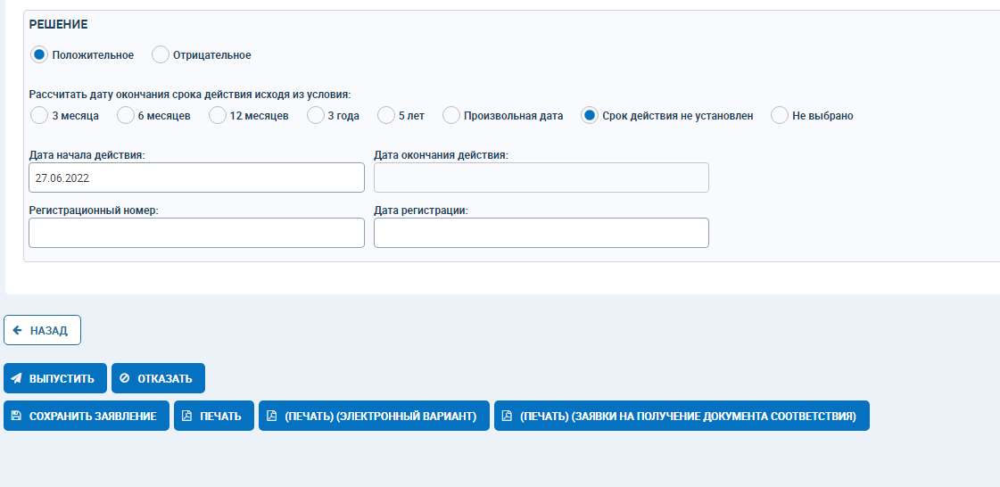 РЕШЕНИЕ
Положительное Отрицательное
Рассчитать дату окончания срока действия исходя из условия:
3 месяца 6 месяцев 12 месяцев 3 года 5 лет Произвольная дата Срок действия не установлен Не выбрано
Дата начала действия: Дата окончания действия:
27.06.2022
Регистрационный номер: Дата регистрации:
НАЗАД
ВЫПУСТИТЬ ОТКАЗАТЬ
СОХРАНИТЬ ЗАЯВЛЕНИЕ ПЕЧАТЬ (ПЕЧАТЬ) (ЭЛЕКТРОННЫЙ ВАРИАНТ) (ПЕЧАТЬ) (ЗАЯВКИ НА ПОЛУЧЕНИЕ ДОКУМЕНТА СООТВЕТСТВИЯ)